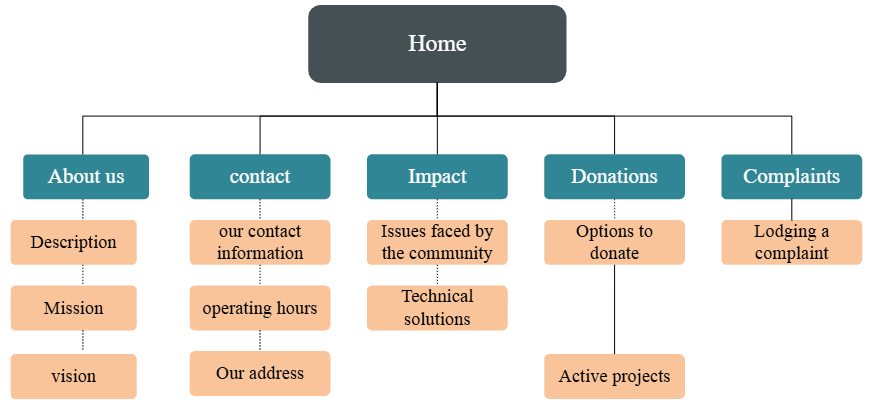 Home
About us
contact
Impact
Donations
Complaints
Description
our contact
information
Issues faced by
the community
Options to
donate
Lodging a
complaint
Mission
operating hours
Technical
solutions
vision
Our address
Active projects